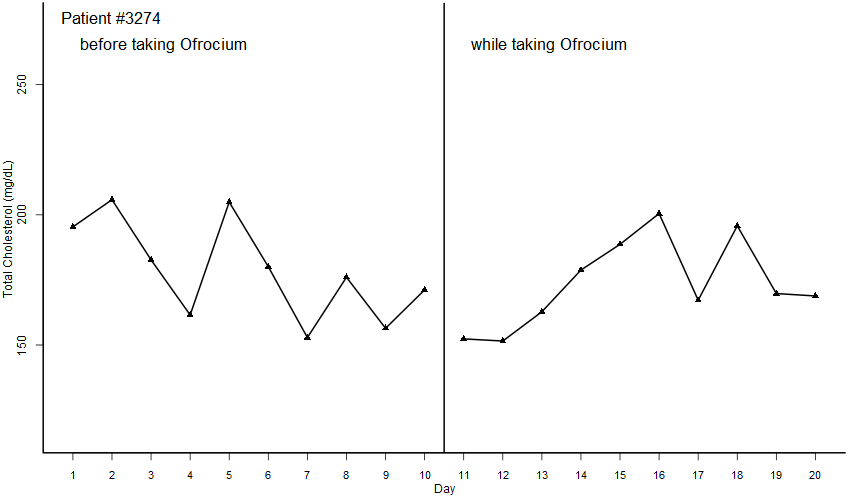 Patient #3274
before taking Ofrocium
while taking Ofrocium
Total Cholesterol (mg/dL)
250
200
150
1 2 3 4 5 6 7 8 9 10 11 12 13 14 15 16 17 18 19 20
Day